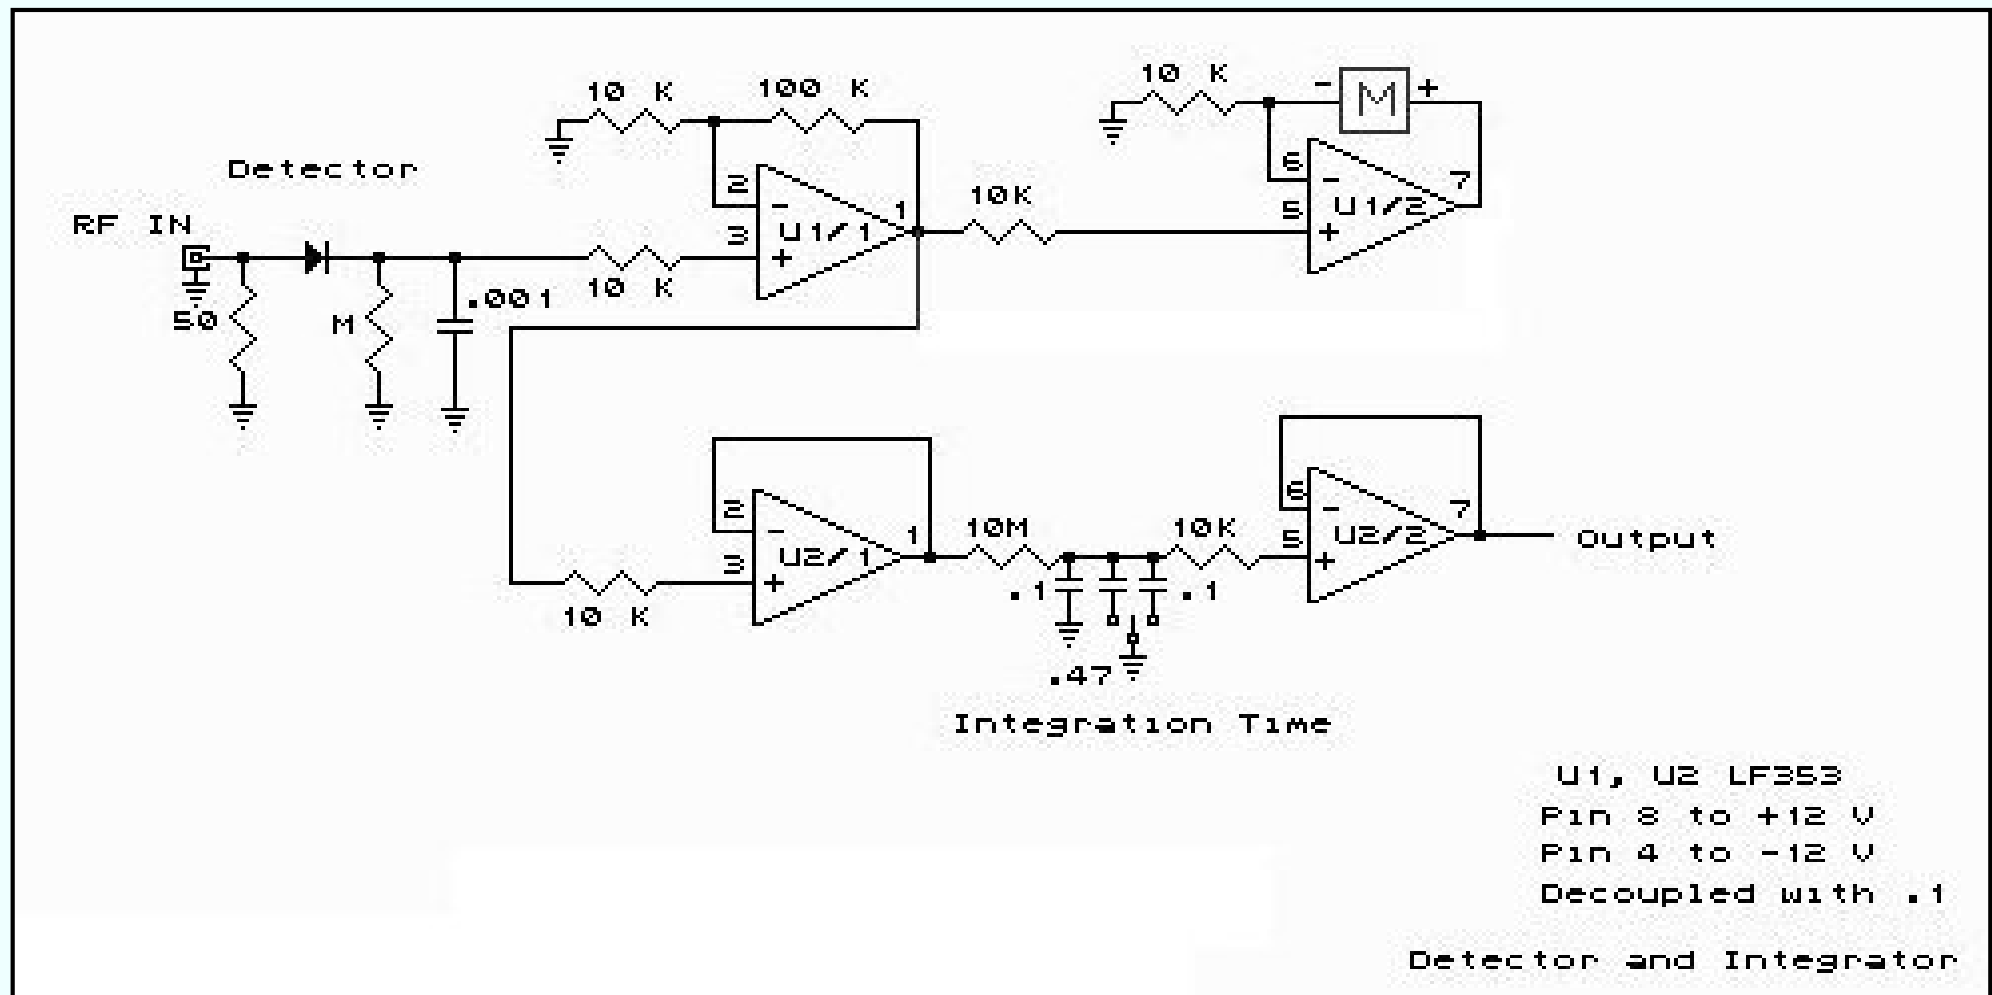 10 K
100 K
10 K
- M +
Detector
RF IN
2
-
3
+
U1/1
1
10K
6
-
5
+
U1/2
7
50
M
.001
10 K
2
-
3
+
U2/1
1
10 K
10M
10K
.1
.1
.47
6
-
5
+
U2/2
7
Output
Integration Time
U1, U2 LF353
Pin 8 to +12 V
Pin 4 to -12 V
Decoupled with .1
Detector and Integrator